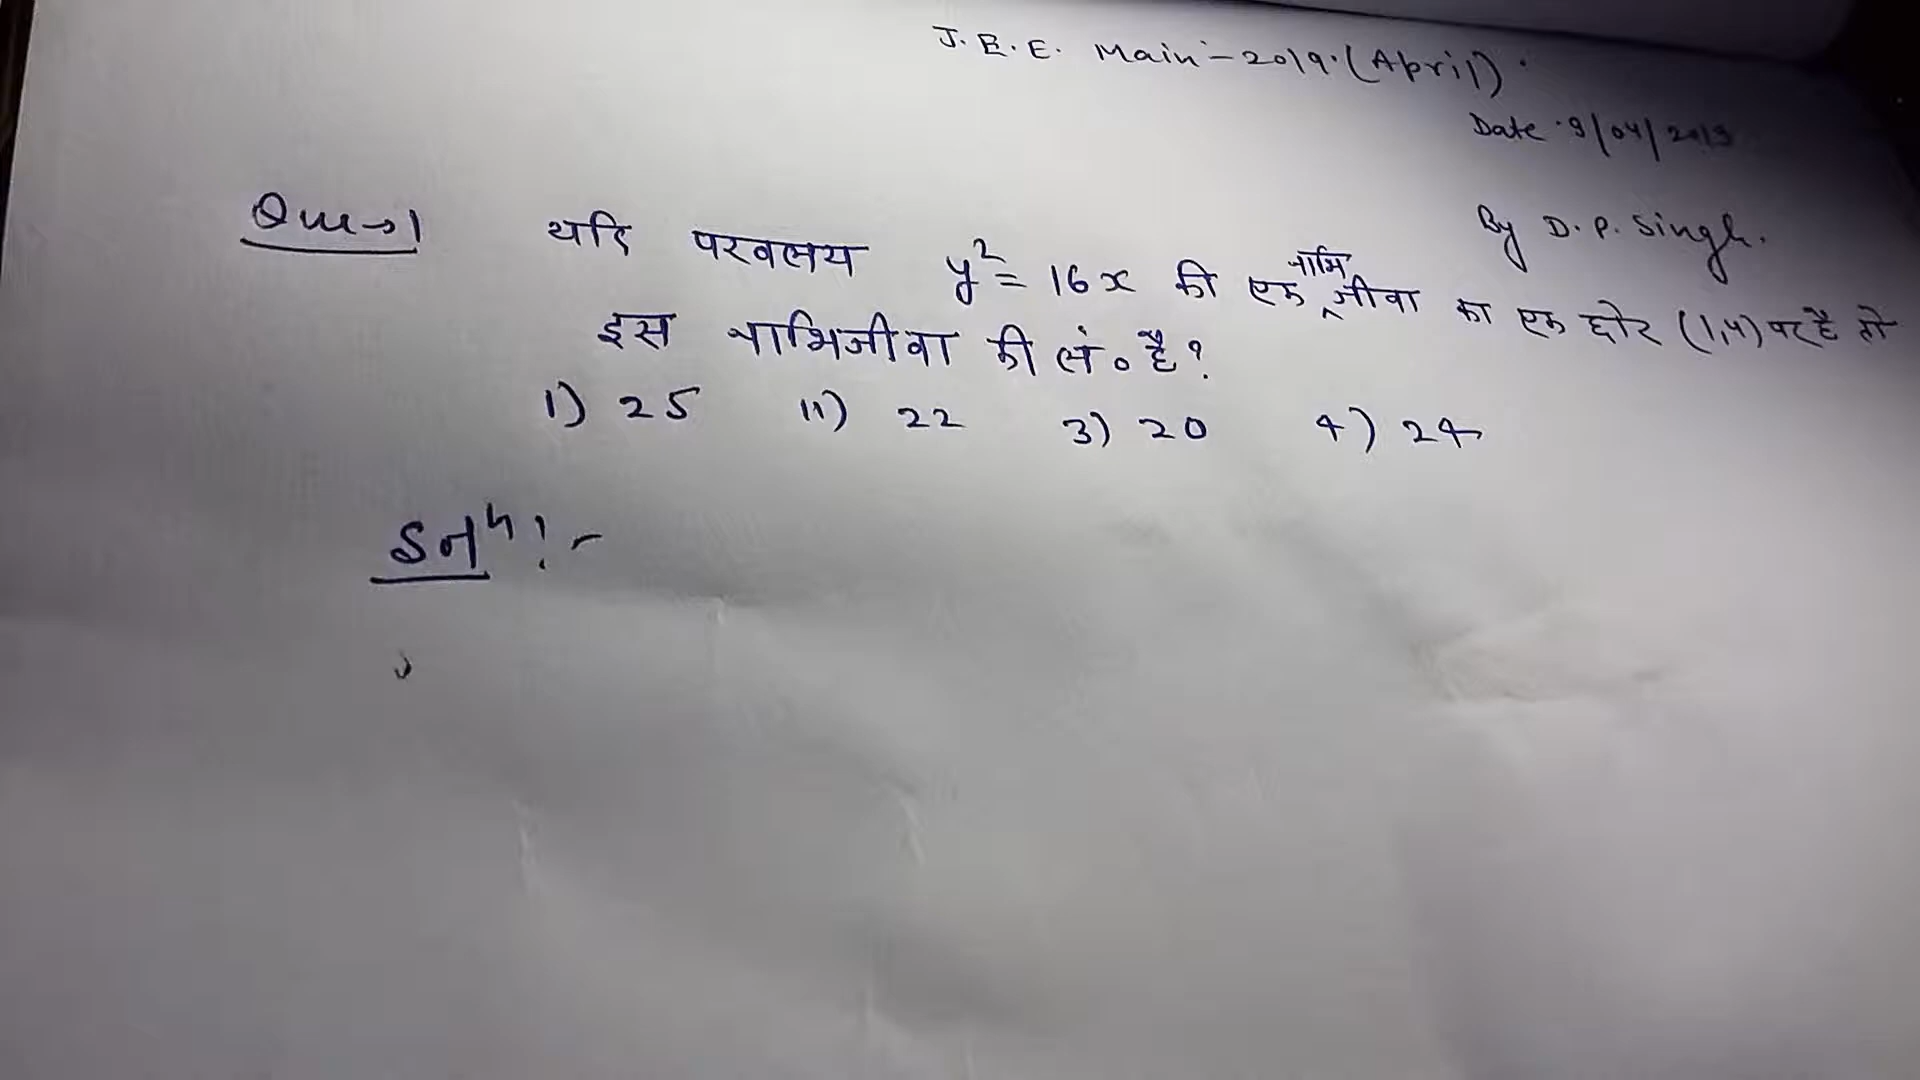 J.E.E. Main-2019.(April).
Date.9/04/2019
By D.P. Singh.
Que→1 यदि परवलय y²=16x की एक नाभि जीवा का एक छोर (1,4) पर है तो
इस नाभिजीवा की लं० है?
1) 25 11) 22 3) 20 4) 24
Solⁿ:-